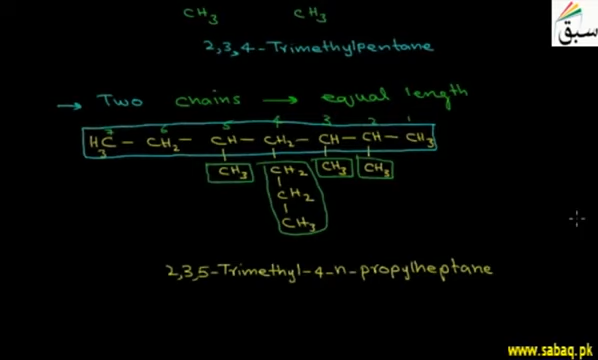 CH3 CH3
2,3,4-Trimethylpentane
سبق
→ Two chains → equal length
7 6 5 4 3 2 1
H3C - CH2 - CH - CH2 - CH - CH - CH3
CH3 CH2 CH3 CH3
CH2
CH3
2,3,5-Trimethyl-4-n-propylheptane
www.sabaq.pk